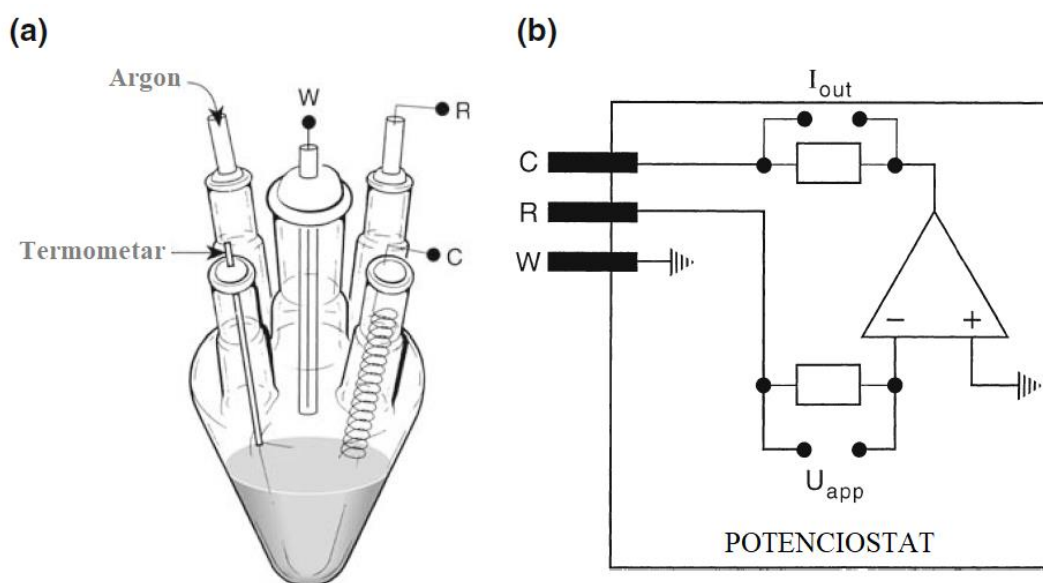 (a)
Argon
W
R
Termometar
C
(b)
I out
C
R
W
− +
U app
POTENCIOSTAT